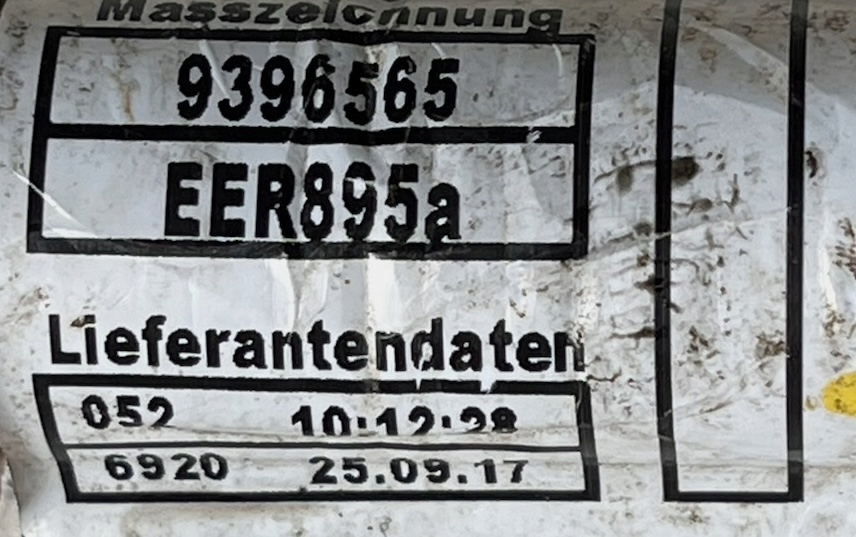 Masszeichnung
9396565
EER895a
Lieferantendaten
052 10:12:28
6920 25.09.17